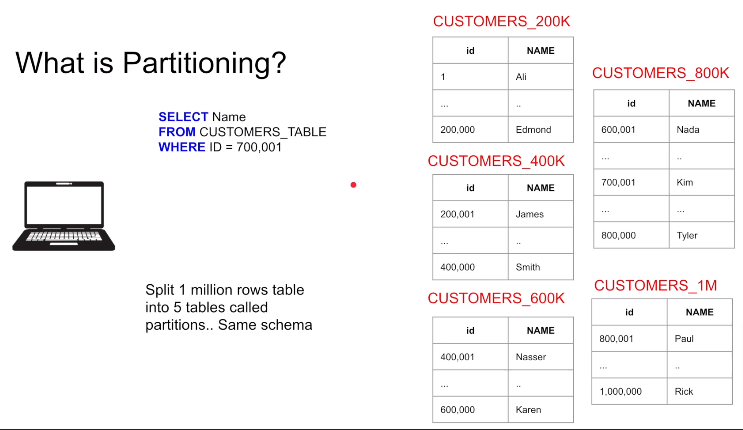 What is Partitioning?
SELECT Name
FROM CUSTOMERS_TABLE
WHERE ID = 700,001
Split 1 million rows table
into 5 tables called
partitions.. Same schema
CUSTOMERS_200K
id NAME
1 Ali
... ..
200,000 Edmond
CUSTOMERS_400K
id NAME
200,001 James
... ..
400,000 Smith
CUSTOMERS_600K
id NAME
400,001 Nasser
... ..
600,000 Karen
CUSTOMERS_800K
id NAME
600,001 Nada
... ..
700,001 Kim
... ...
800,000 Tyler
CUSTOMERS_1M
id NAME
800,001 Paul
... ..
1,000,000 Rick